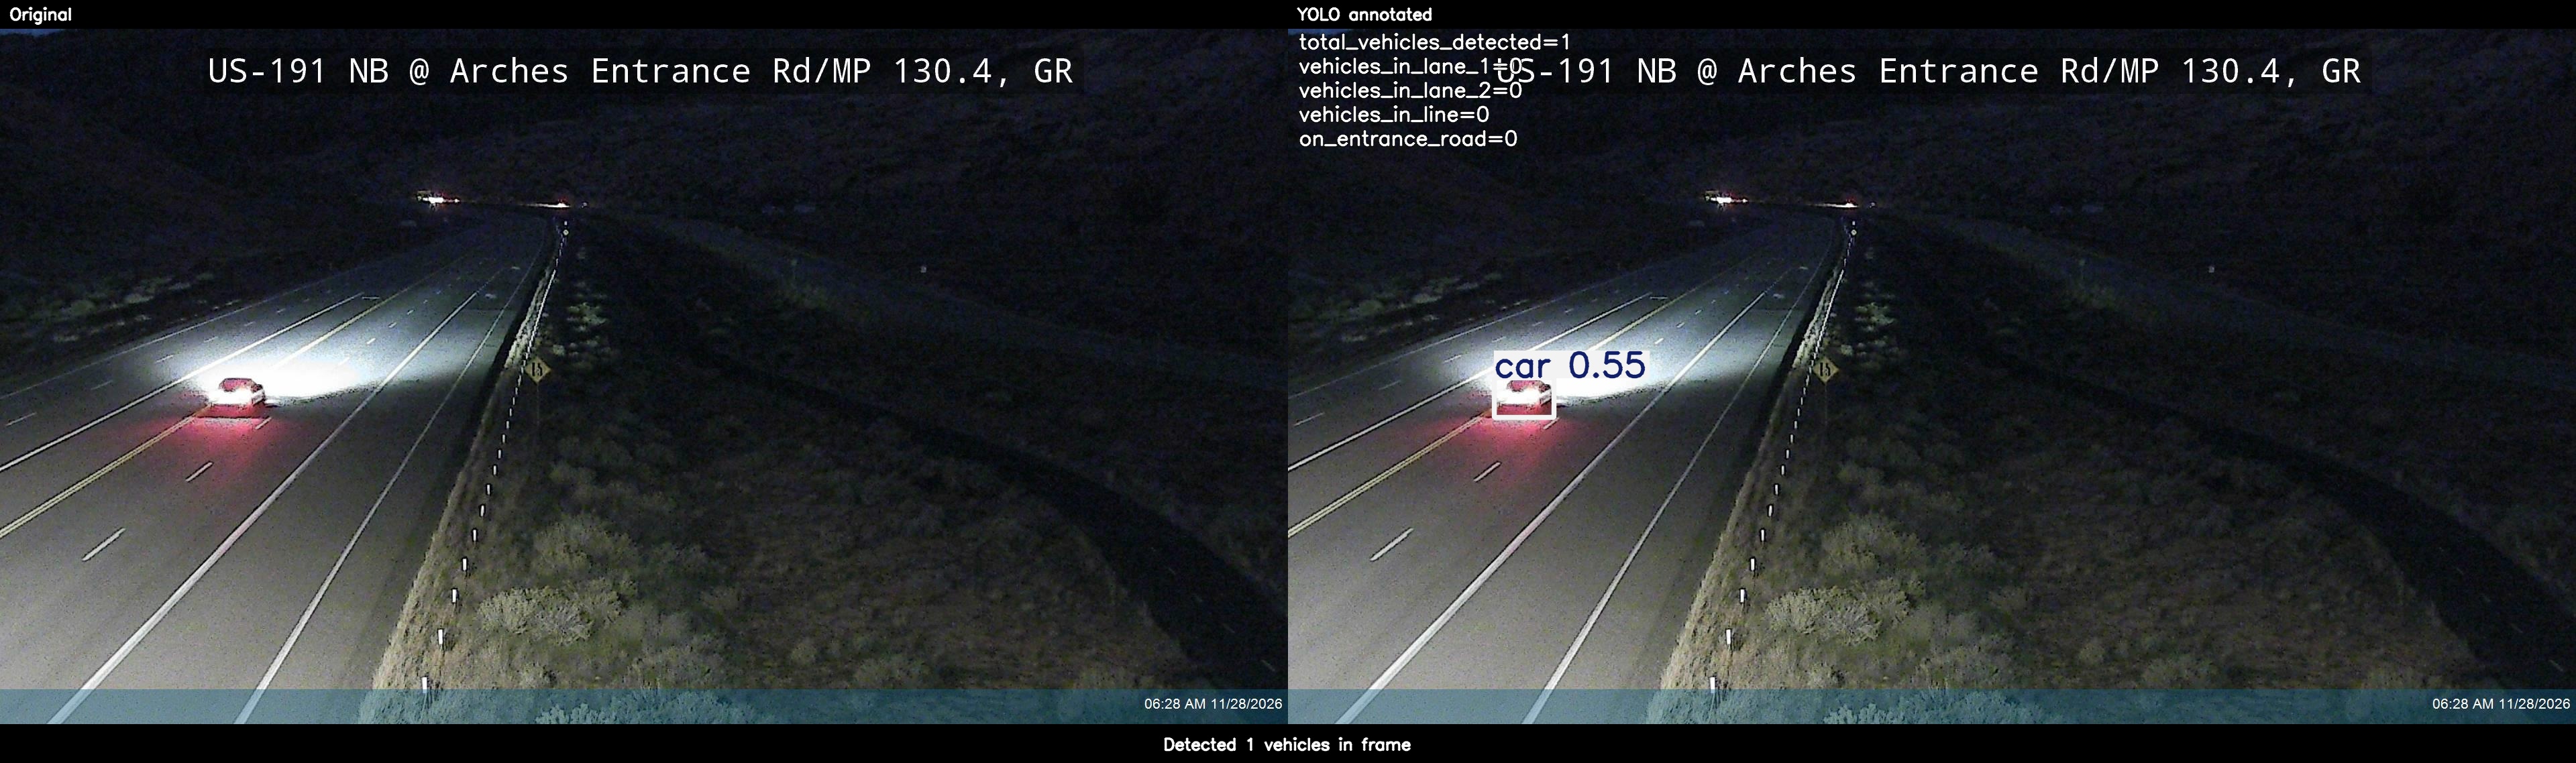 Original
US-191 NB @ Arches Entrance Rd/MP 130.4, GR
15
06:28 AM 11/28/2026
YOLO annotated
total_vehicles_detected=1
vehicles_in_lane_1=0
US-191 NB @ Arches Entrance Rd/MP 130.4, GR
vehicles_in_lane_2=0
vehicles_in_line=0
on_entrance_road=0
car 0.55
15
06:28 AM 11/28/2026
Detected 1 vehicles in frame